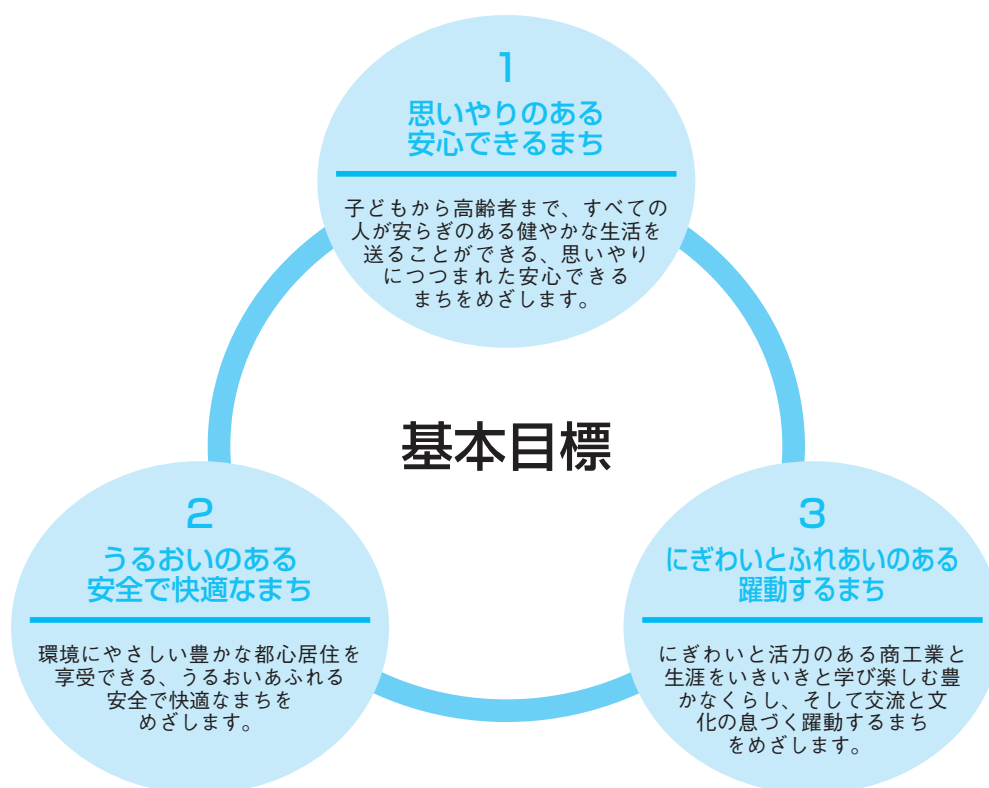 1
思いやりのある
安心できるまち
子どもから高齢者まで、すべての
人が安らぎのある健やかな生活を
送ることができる、思いやり
につつまれた安心できる
まちをめざします。
基本目標
2
うるおいのある
安全で快適なまち
環境にやさしい豊かな都心居住を
享受できる、うるおいあふれる
安全で快適なまちを
めざします。
3
にぎわいとふれあいのある
躍動するまち
にぎわいと活力のある商工業と
生涯をいきいきと学び楽しむ豊
かなくらし、そして交流と文
化の息づく躍動するまち
をめざします。